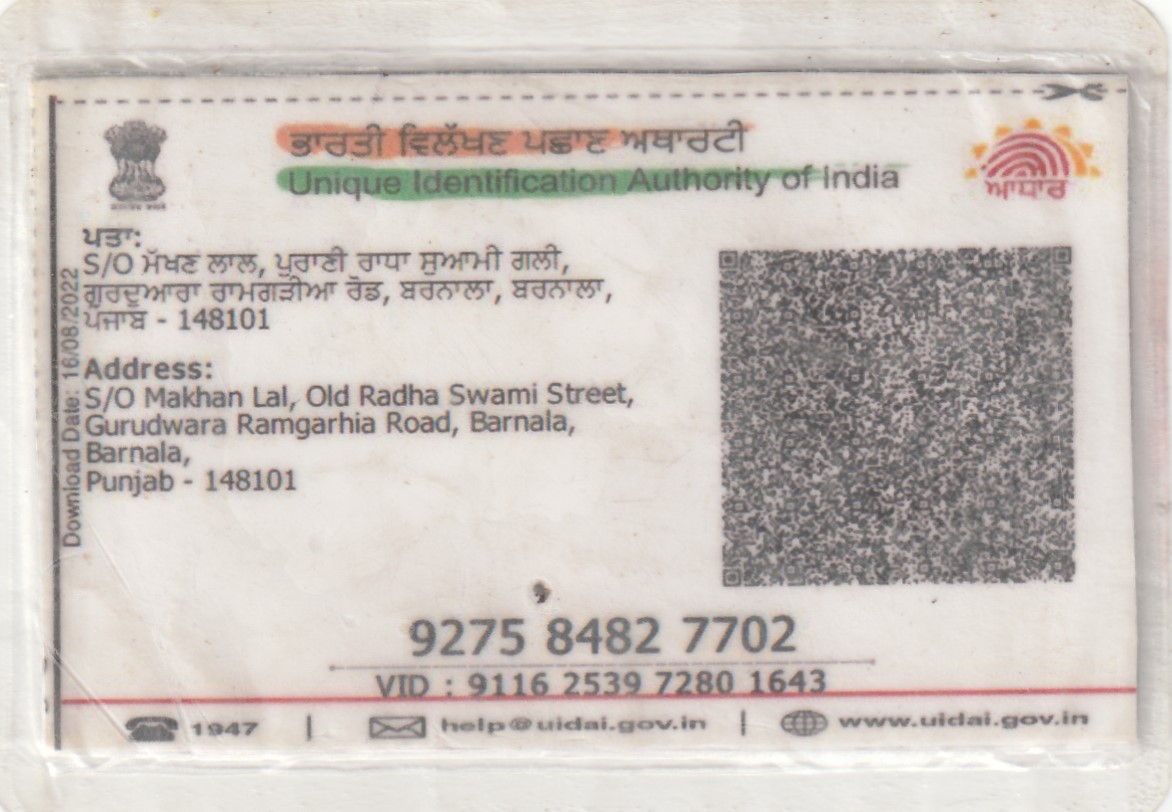 ਭਾਰਤੀ ਵਿਲੱਖਣ ਪਛਾਣ ਅਥਾਰਟੀ
Unique Identification Authority of India
ਆਧਾਰ
ਪਤਾ:
S/O ਮੱਖਣ ਲਾਲ, ਪੁਰਾਣੀ ਰਾਧਾ ਸੁਆਮੀ ਗਲੀ,
ਗੁਰਦੁਆਰਾ ਰਾਮਗੜੀਆ ਰੋਡ, ਬਰਨਾਲਾ, ਬਰਨਾਲਾ,
ਪੰਜਾਬ - 148101
Address:
S/O Makhan Lal, Old Radha Swami Street,
Gurudwara Ramgarhia Road, Barnala,
Barnala,
Punjab - 148101
Download Date: 16/08/2022
9275 8482 7702
VID : 9116 2539 7280 1643
1947 | help@uidai.gov.in | www.uidai.gov.in